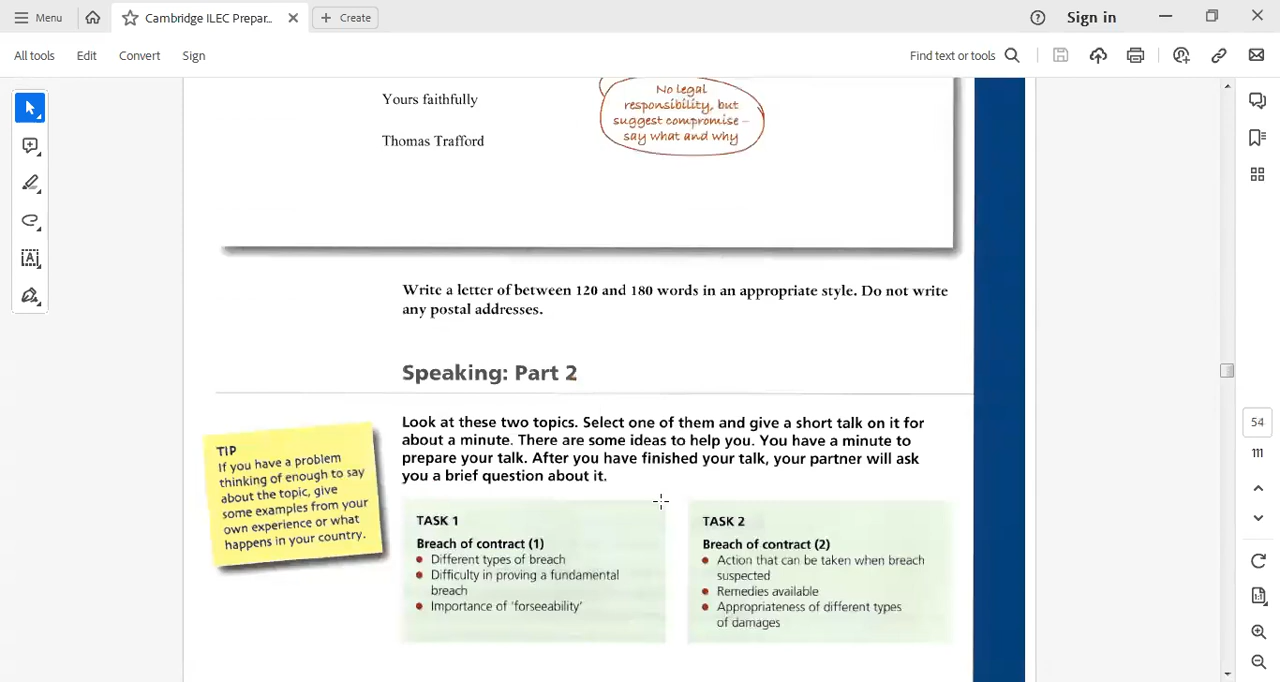 Menu
Cambridge ILEC Prepar...
Create
Sign in
All tools
Edit
Convert
Sign
Find text or tools
Yours faithfully
Thomas Trafford
No legal
responsibility, but
suggest compromise –
say what and why
Write a letter of between 120 and 180 words in an appropriate style. Do not write
any postal addresses.
Speaking: Part 2
TIP
If you have a problem
thinking of enough to say
about the topic, give
some examples from your
own experience or what
happens in your country.
Look at these two topics. Select one of them and give a short talk on it for
about a minute. There are some ideas to help you. You have a minute to
prepare your talk. After you have finished your talk, your partner will ask
you a brief question about it.
TASK 1
Breach of contract (1)
• Different types of breach
• Difficulty in proving a fundamental
breach
• Importance of 'forseeability'
TASK 2
Breach of contract (2)
• Action that can be taken when breach
suspected
• Remedies available
• Appropriateness of different types
of damages
54
111
1:1